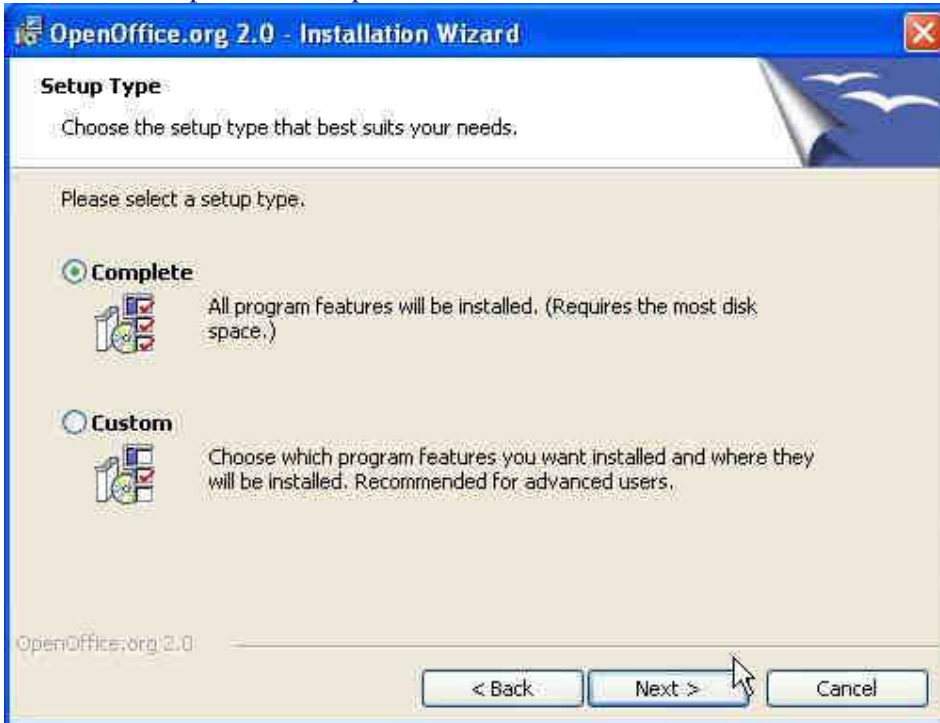 OpenOffice.org 2.0 - Installation Wizard
Setup Type
Choose the setup type that best suits your needs.
Please select a setup type.
Complete
All program features will be installed. (Requires the most disk
space.)
Custom
Choose which program features you want installed and where they
will be installed. Recommended for advanced users.
OpenOffice.org 2.0
< Back
Next >
Cancel